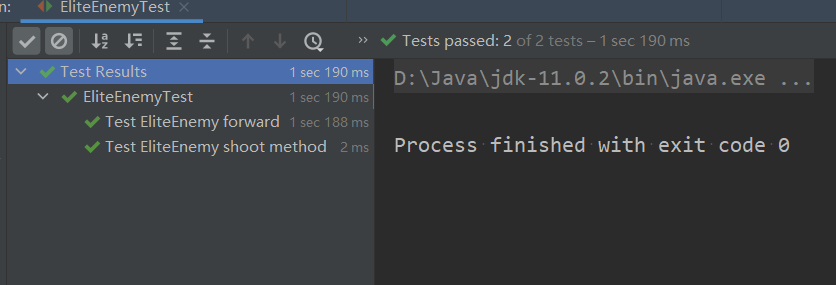 n: EliteEnemyTest ×
» Tests passed: 2 of 2 tests – 1 sec 190 ms
Test Results 1 sec 190 ms
EliteEnemyTest 1 sec 190 ms
Test EliteEnemy forward 1 sec 188 ms
Test EliteEnemy shoot method 2 ms
D:\Java\jdk-11.0.2\bin\java.exe ...
Process finished with exit code 0